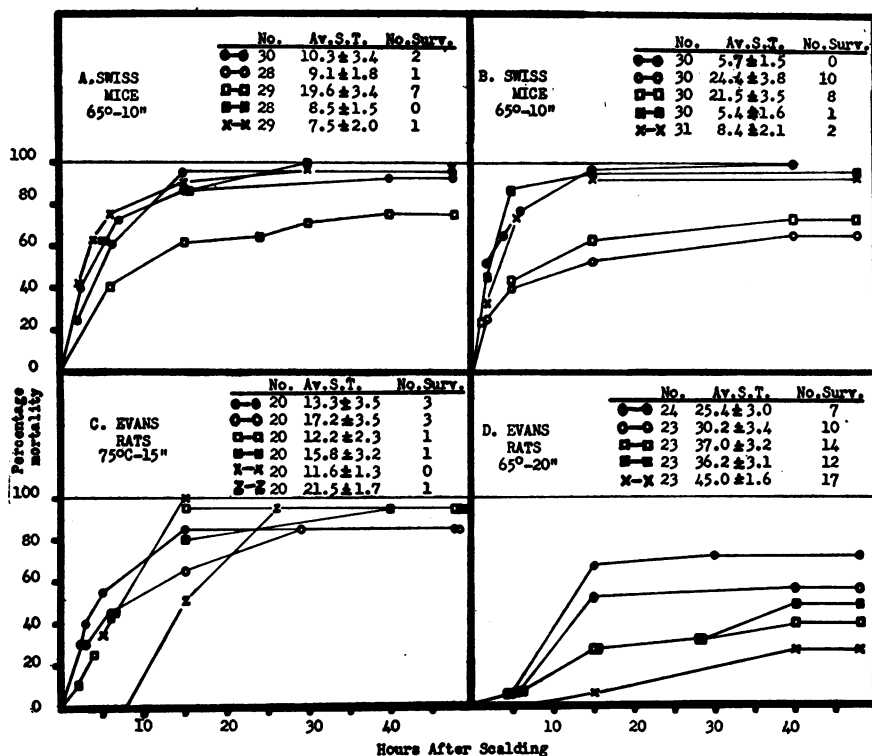 No. Av.S.T. No.Surv.
30 10.3±3.4 2
28 9.1±1.8 1
29 19.6±3.4 7
28 8.5±1.5 0
X-X 29 7.5±2.0 1
A.SWISS
MICE
65º-10"
No. Av.S.T. No.Surv.
30 5.7±1.5 0
30 24.4±3.8 10
30 21.5±3.5 8
30 5.4±1.6 1
X-X 31 8.4±2.1 2
B. SWISS
MICE
65º-10"
100
80
60
40
20
0
No. Av.S.T. No.Surv.
20 13.3±3.5 3
20 17.2±3.5 3
20 12.2±2.3 1
20 15.8±3.2 1
X-X 20 11.6±1.3 0
Z-Z 20 21.5±1.7 1
C. EVANS
RATS
75ºC-15"
No. Av.S.T. No.Surv.
24 25.4±3.0 7
23 30.2±3.4 10
23 37.0±3.2 14
23 36.2±3.1 12
X-X 23 45.0±1.6 17
D. EVANS
RATS
65º-20"
Percentage
mortality
100
80
60
40
20
0
10 20 30 40 10 20 30 40
Hours After Scalding